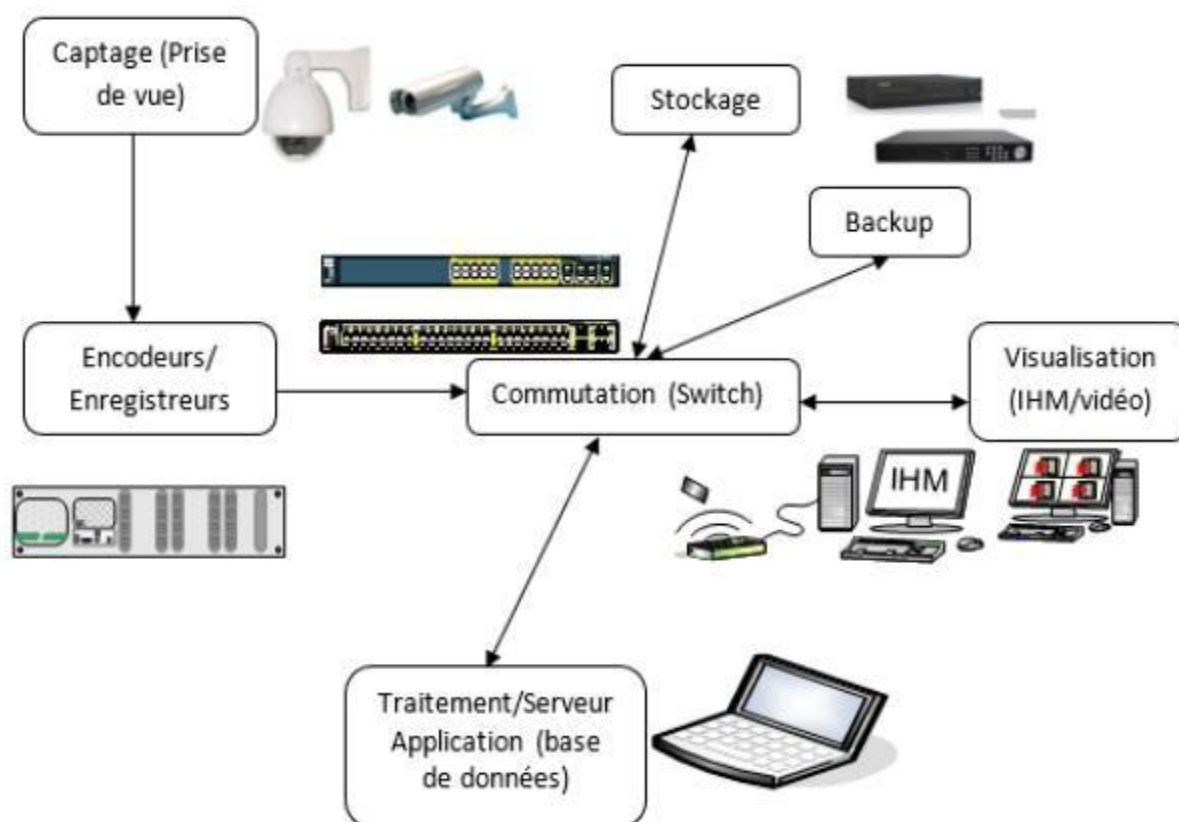 Captage (Prise
de vue)
Stockage
Backup
Encodeurs/
Enregistreurs
Commutation (Switch)
Visualisation
(IHM/vidéo)
IHM
Traitement/Serveur
Application (base
de données)